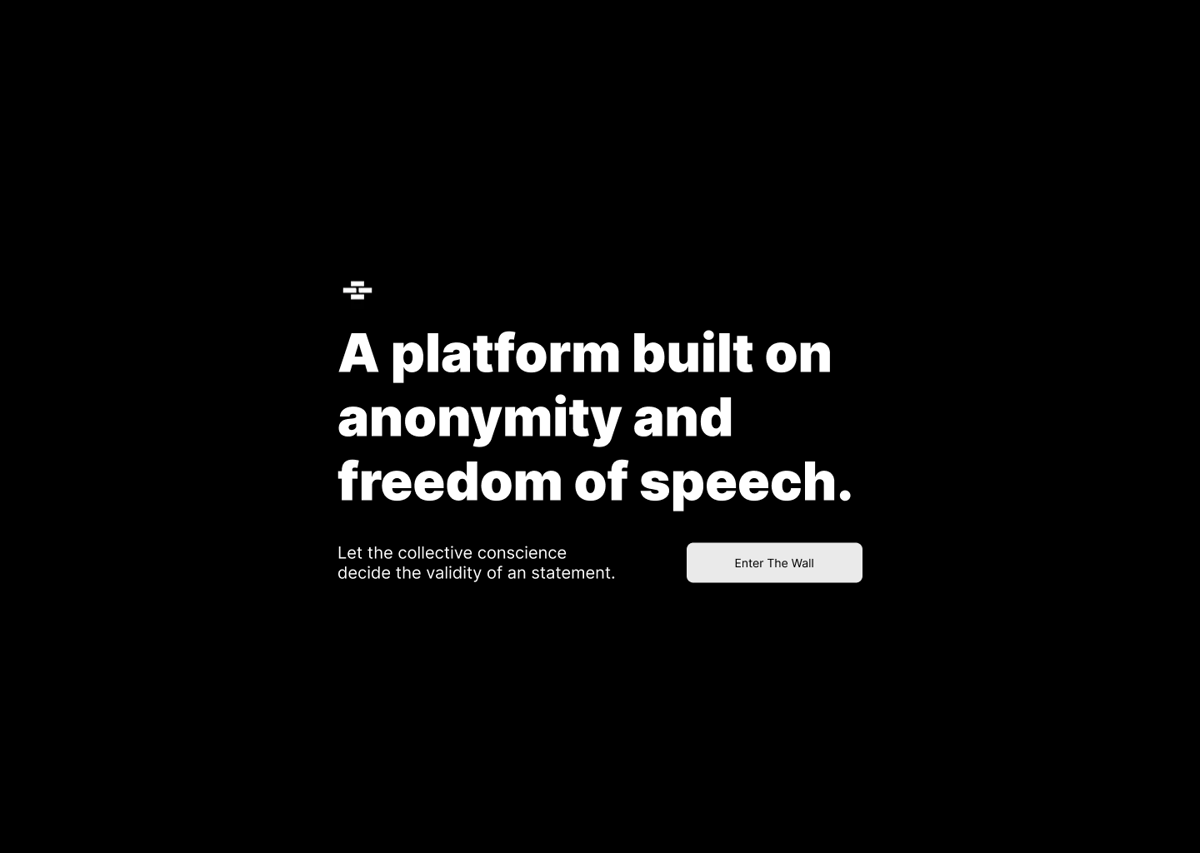 A platform built on
anonymity and
freedom of speech.
Let the collective conscience
decide the validity of an statement.
Enter The Wall